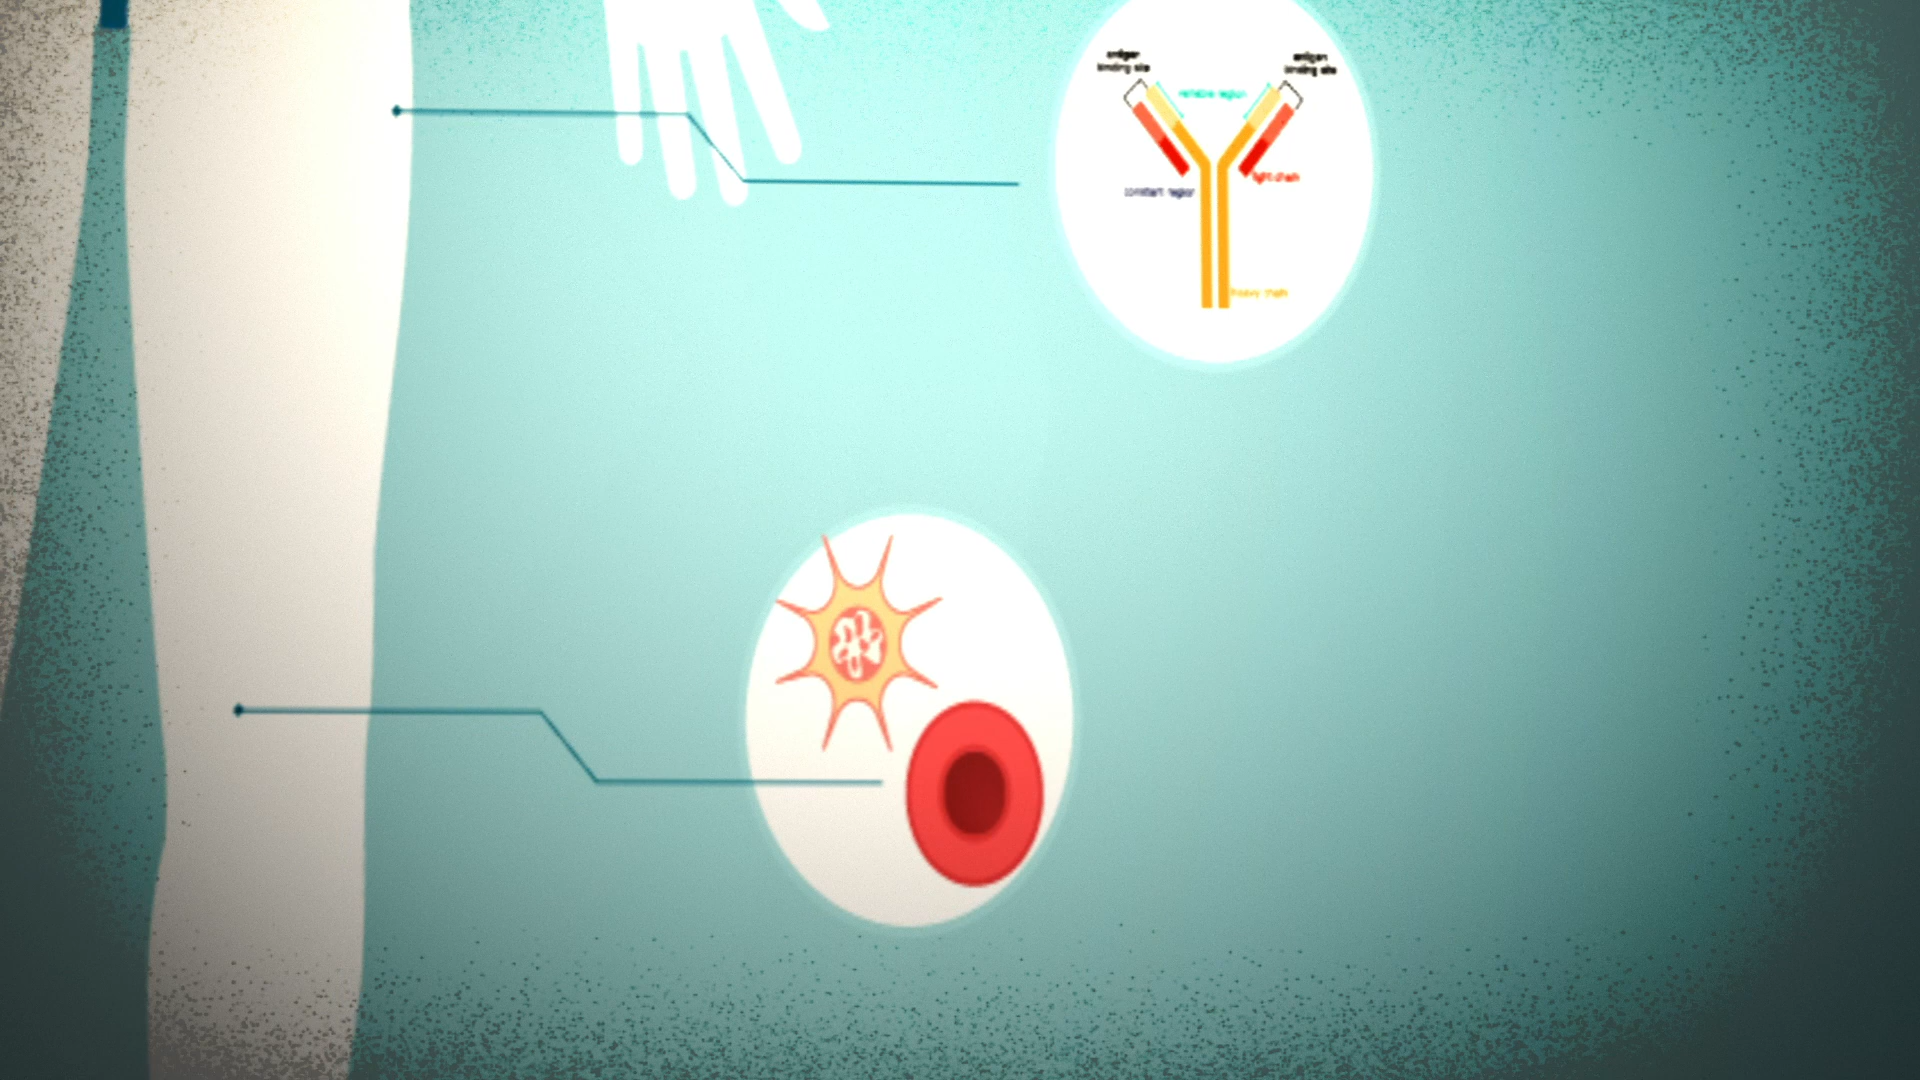 antigen
binding site
antigen
binding site
variable region
light chain
constant region
heavy chain